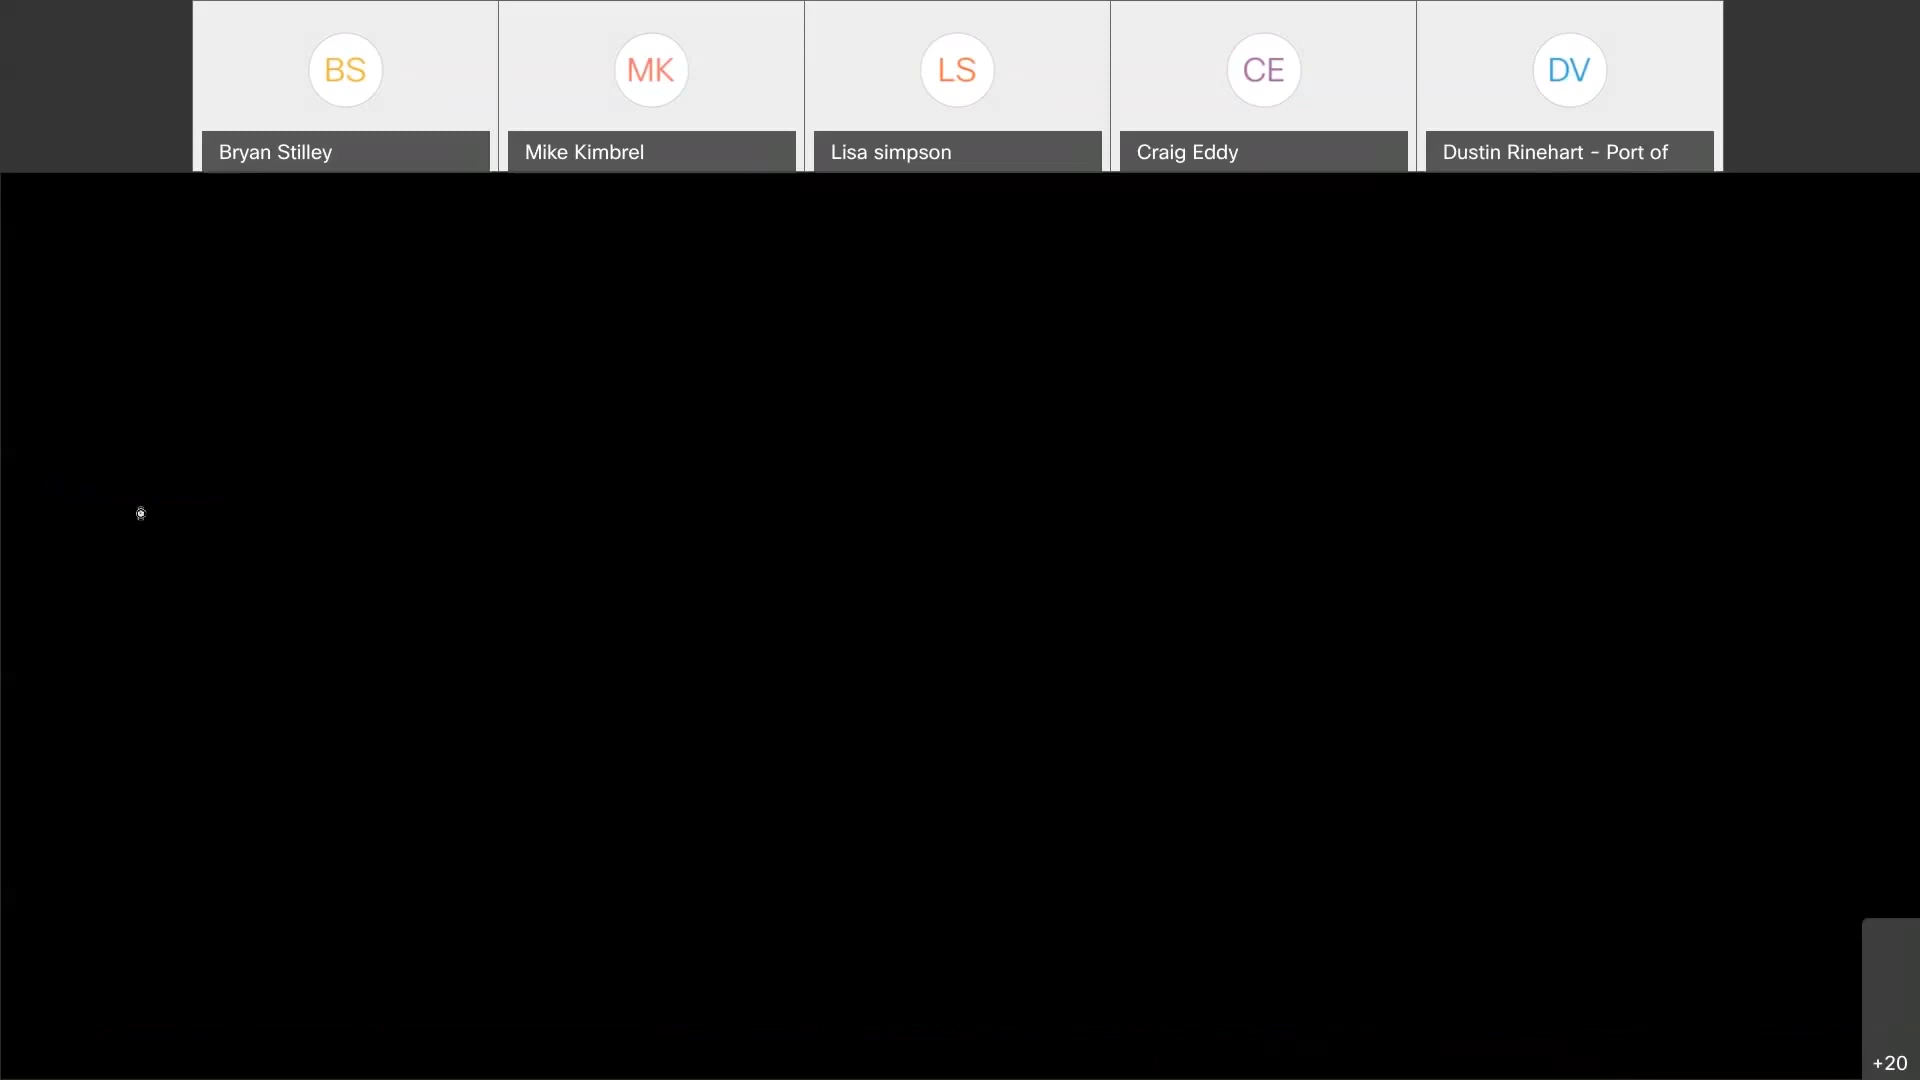 BS
MK
LS
CE
DV
Bryan Stilley
Mike Kimbrel
Lisa simpson
Craig Eddy
Dustin Rinehart - Port of
+20